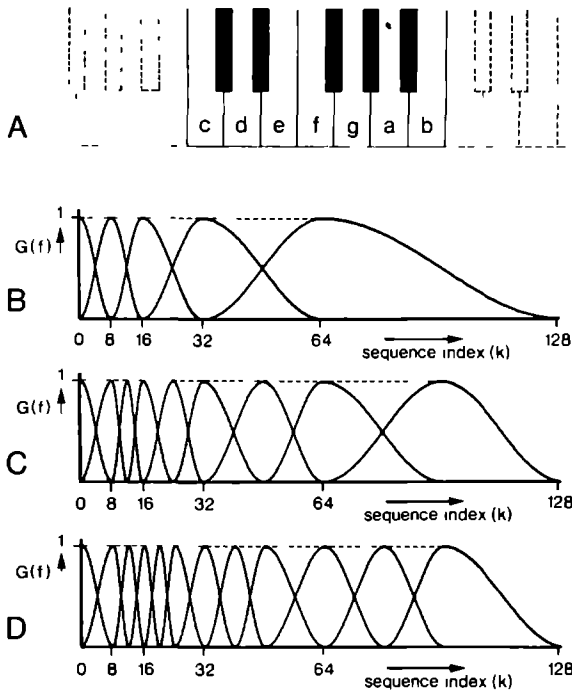 A
c d e f g a b
B
1
G(f)
0 8 16 32 64 128
sequence index (k)
C
1
G(f)
0 8 16 32 64 128
sequence index (k)
D
1
G(f)
0 8 16 32 64 128
sequence index (k)